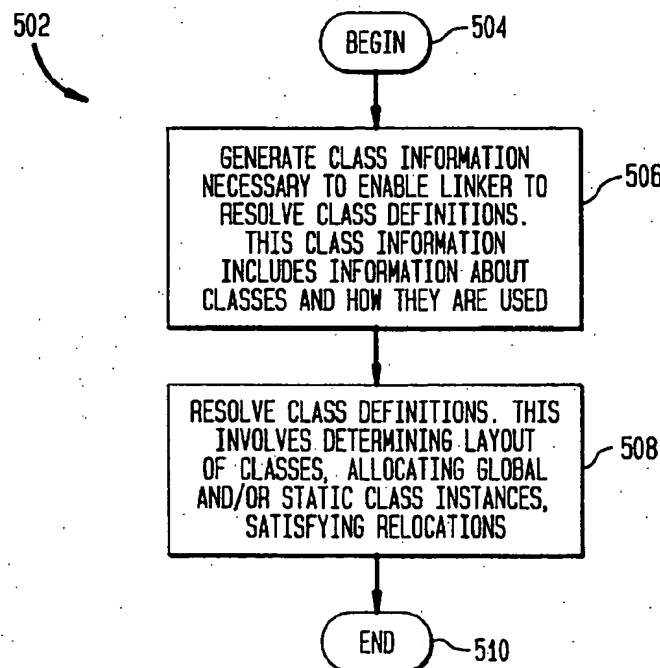 502
BEGIN
504
GENERATE CLASS INFORMATION
NECESSARY TO ENABLE LINKER TO
RESOLVE CLASS DEFINITIONS.
THIS CLASS INFORMATION
INCLUDES INFORMATION ABOUT
CLASSES AND HOW THEY ARE USED
506
RESOLVE CLASS DEFINITIONS. THIS
INVOLVES DETERMINING LAYOUT
OF CLASSES, ALLOCATING GLOBAL
AND/OR STATIC CLASS INSTANCES,
SATISFYING RELOCATIONS
508
END
510